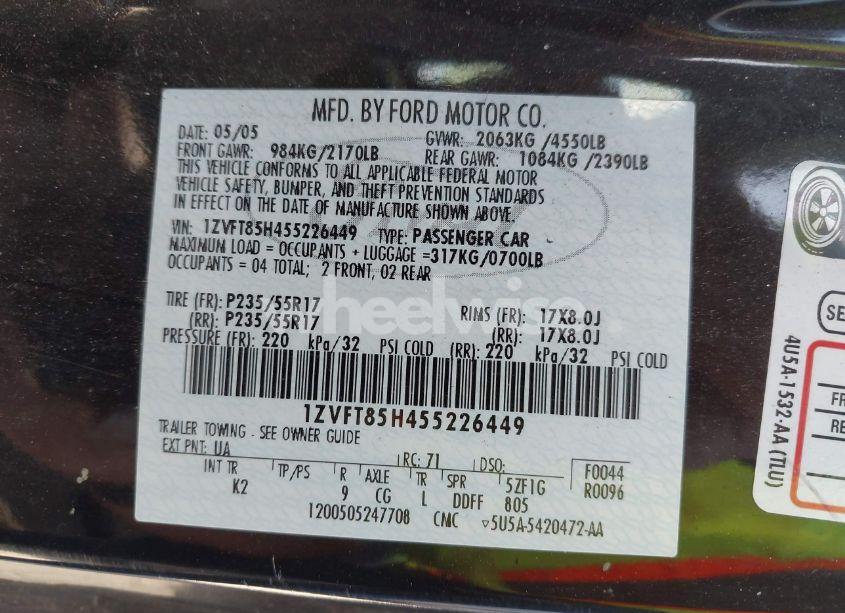 MFD. BY FORD MOTOR CO.
DATE: 05/05 GVWR: 2063KG /4550LB
FRONT GAWR: 984KG/2170LB REAR GAWR: 1084KG /2390LB
THIS VEHICLE CONFORMS TO ALL APPLICABLE FEDERAL MOTOR
VEHICLE SAFETY, BUMPER, AND THEFT PREVENTION STANDARDS
IN EFFECT ON THE DATE OF MANUFACTURE SHOWN ABOVE.
VIN: 1ZVFT85H455226449 TYPE: PASSENGER CAR
MAXIMUM LOAD = OCCUPANTS + LUGGAGE =317KG/0700LB
OCCUPANTS = 04 TOTAL; 2 FRONT, 02 REAR
heelwise
TIRE (FR): P235/55R17 RIMS (FR): 17X8.0J
(RR): P235/55R17 (RR): 17X8.0J
PRESSURE (FR): 220 kPa/32 PSI COLD (RR): 220 kPa/32 PSI COLD
1ZVFT85H455226449
TRAILER TOWING - SEE OWNER GUIDE
EXT PNT: UA RC: 71 DSO: F0044
INT TR TP/PS R AXLE TR SPR 5ZF1G R0096
K2 9 CG L DDFF 805
1200505247708 CMC ▿5U5A-5420472-AA
4U5A-1532-AA (TLU)
SE
FR
RE